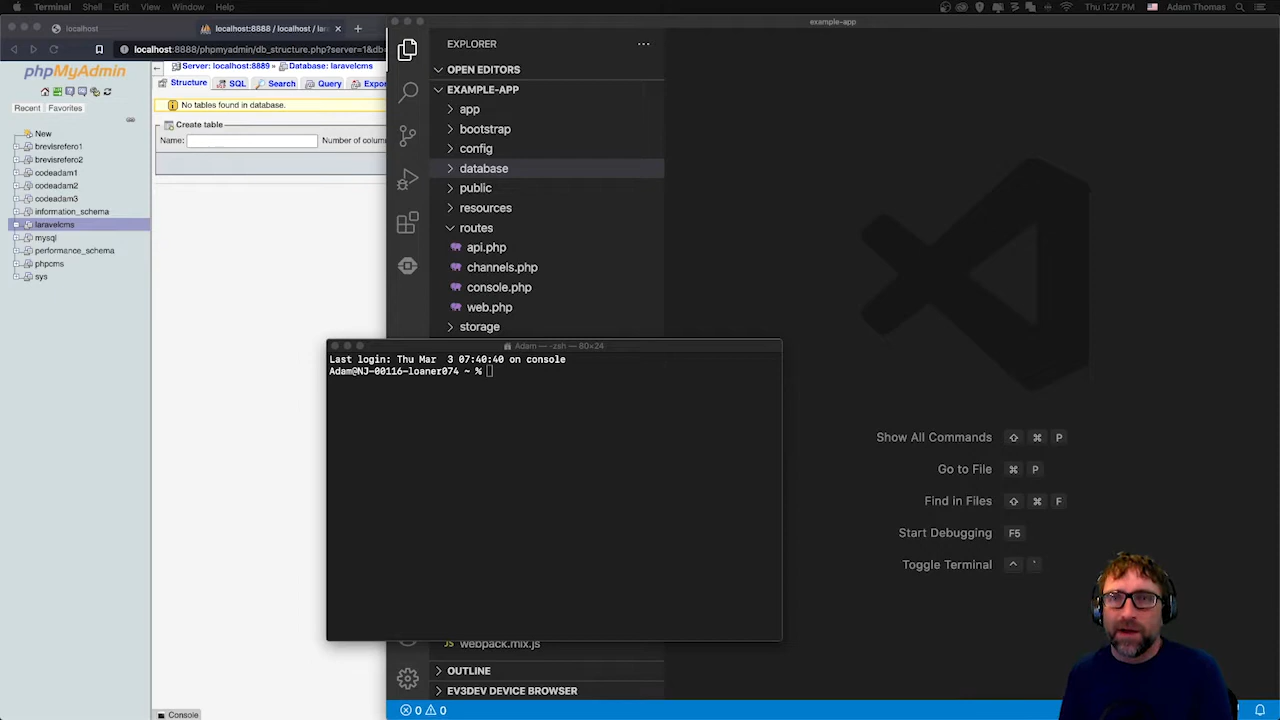 Terminal Shell Edit View Window Help
Thu 1:27 PM Adam Thomas
localhost
localhost:8888 / localhost / lar
localhost:8888/phpmyadmin/db_structure.php?server=1&db=
phpMyAdmin
Recent Favorites
New
brevisrefero1
brevisrefero2
codeadam1
codeadam2
codeadam3
information_schema
laravelcms
mysql
performance_schema
phpcms
sys
Server: localhost:8889 » Database: laravelcms
Structure SQL Search Query Expor
No tables found in database.
Create table
Name: Number of colum
Console
example-app
EXPLORER
OPEN EDITORS
EXAMPLE-APP
app
bootstrap
config
database
public
resources
routes
api.php
channels.php
console.php
web.php
storage
Adam — -zsh — 80×24
Last login: Thu Mar 3 07:40:40 on console
Adam@NJ-00116-loaner074 ~ %
JS webpack.mix.js
OUTLINE
EV3DEV DEVICE BROWSER
0 0
Show All Commands ⇧ ⌘ P
Go to File ⌘ P
Find in Files ⇧ ⌘ F
Start Debugging F5
Toggle Terminal ^ `